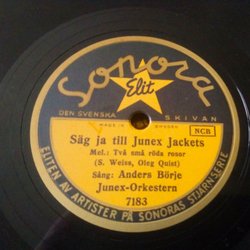 Sonora
Elit
DEN SVENSKA SKIVAN
MADE IN SWEDEN
NCB
Säg ja till Junex Jackets
Mel.: Två små röda rosor
(S. Weiss, Oleg Quist)
Sång: Anders Börje
Junex-Orkestern
7183
ELITEN AV ARTISTER PÅ SONORAS STJÄRNSERIE